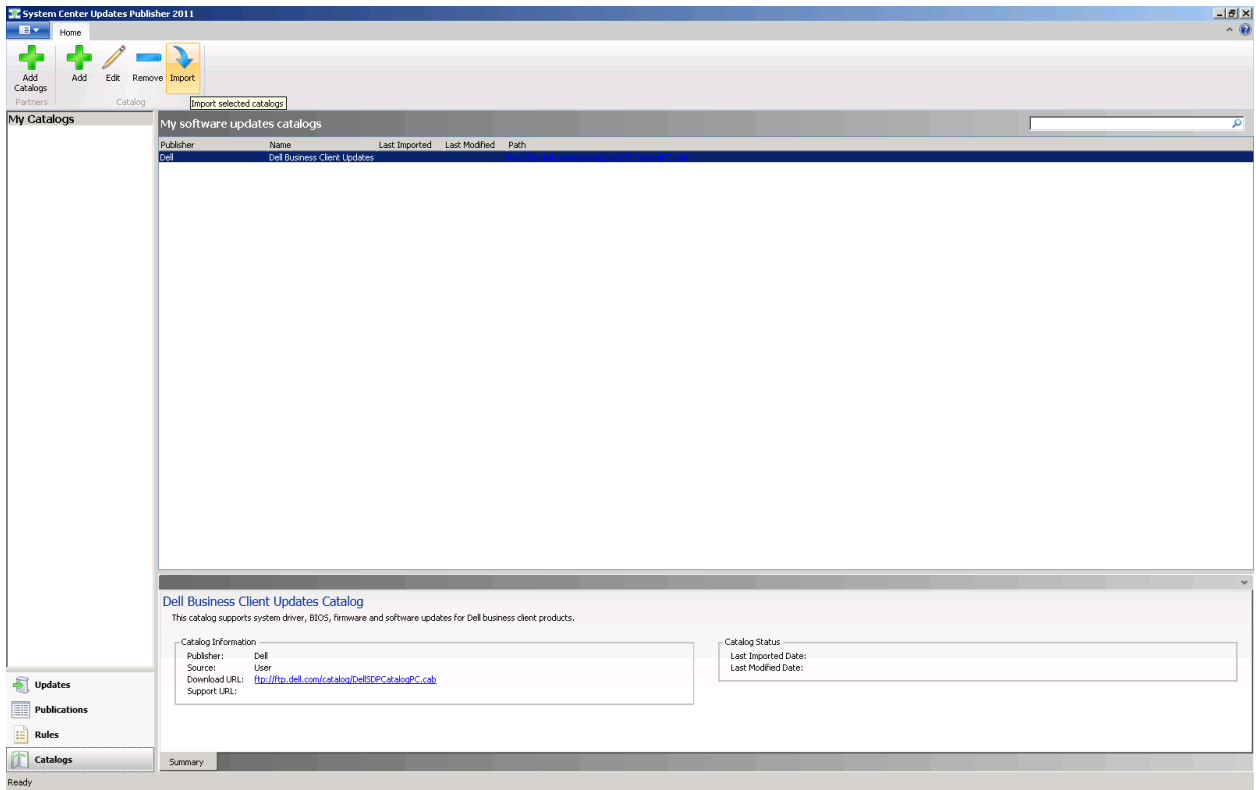 System Center Updates Publisher 2011
Home
Add Catalogs
Add
Edit
Remove
Import
Partners
Catalog
Import selected catalogs
My Catalogs
My software updates catalogs
Publisher Name Last Imported Last Modified Path
Dell Dell Business Client Updates
Dell Business Client Updates Catalog
This catalog supports system driver, BIOS, firmware and software updates for Dell business client products.
Catalog Information
Publisher: Dell
Source: User
Download URL: ftp://ftp.dell.com/catalog/DellSDPCatalogPC.cab
Support URL:
Catalog Status
Last Imported Date:
Last Modified Date:
Updates
Publications
Rules
Catalogs
Summary
Ready